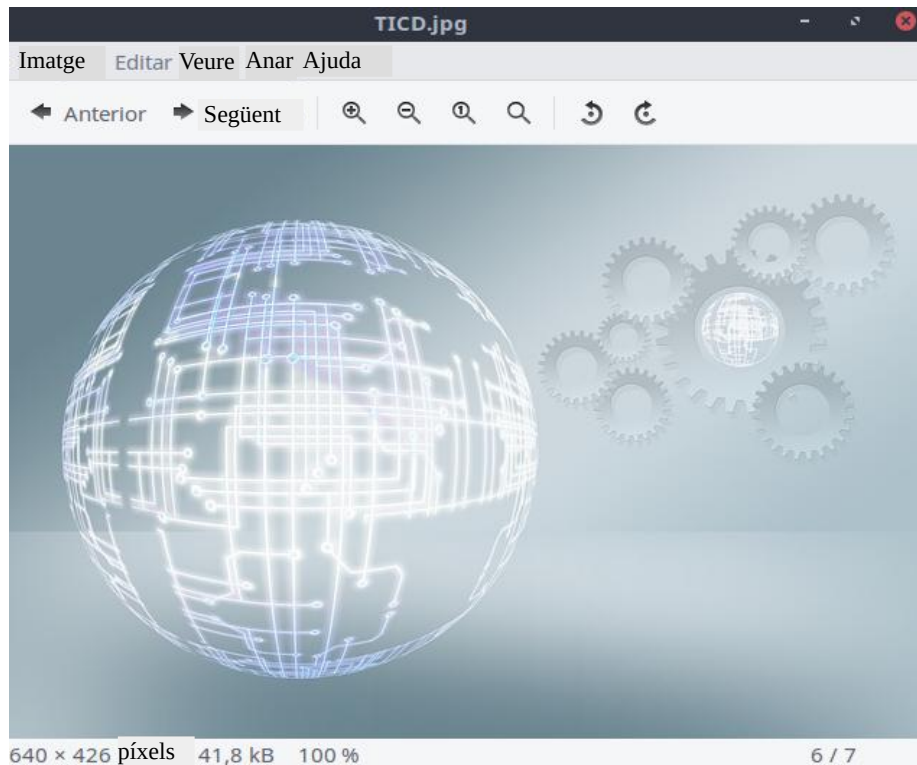 TICD.jpg
Imatge Editar Veure Anar Ajuda
Anterior Següent
640 × 426 píxels 41,8 kB 100 % 6 / 7